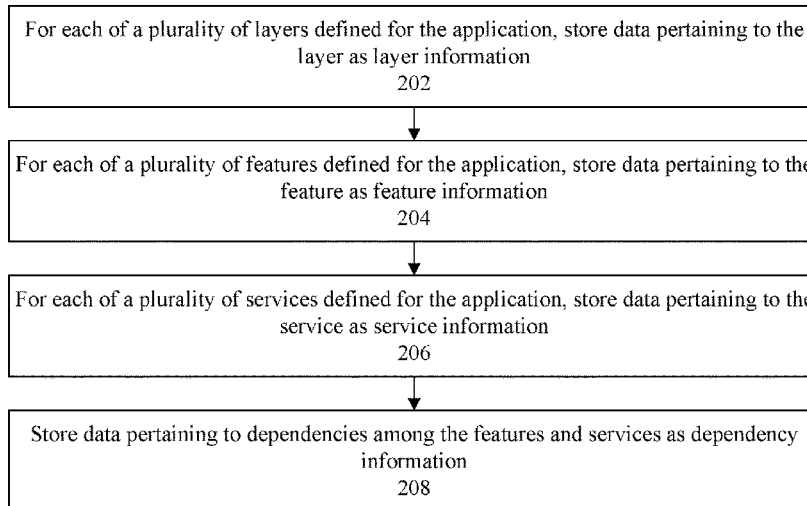 For each of a plurality of layers defined for the application, store data pertaining to the
layer as layer information
202
For each of a plurality of features defined for the application, store data pertaining to the
feature as feature information
204
For each of a plurality of services defined for the application, store data pertaining to the
service as service information
206
Store data pertaining to dependencies among the features and services as dependency
information
208